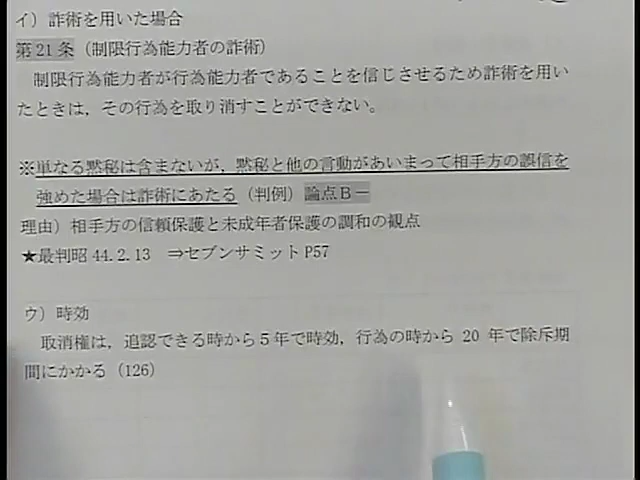 イ）詐術を用いた場合
第21条（制限行為能力者の詐術）
制限行為能力者が行為能力者であることを信じさせるため詐術を用い
たときは，その行為を取り消すことができない。
※単なる黙秘は含まないが，黙秘と他の言動があいまって相手方の誤信を
強めた場合は詐術にあたる（判例）論点Ｂ－
理由）相手方の信頼保護と未成年者保護の調和の観点
★最判昭 44.2.13　⇒セブンサミット P57
ウ）時効
取消権は，追認できる時から５年で時効，行為の時から 20 年で除斥期
間にかかる（126）